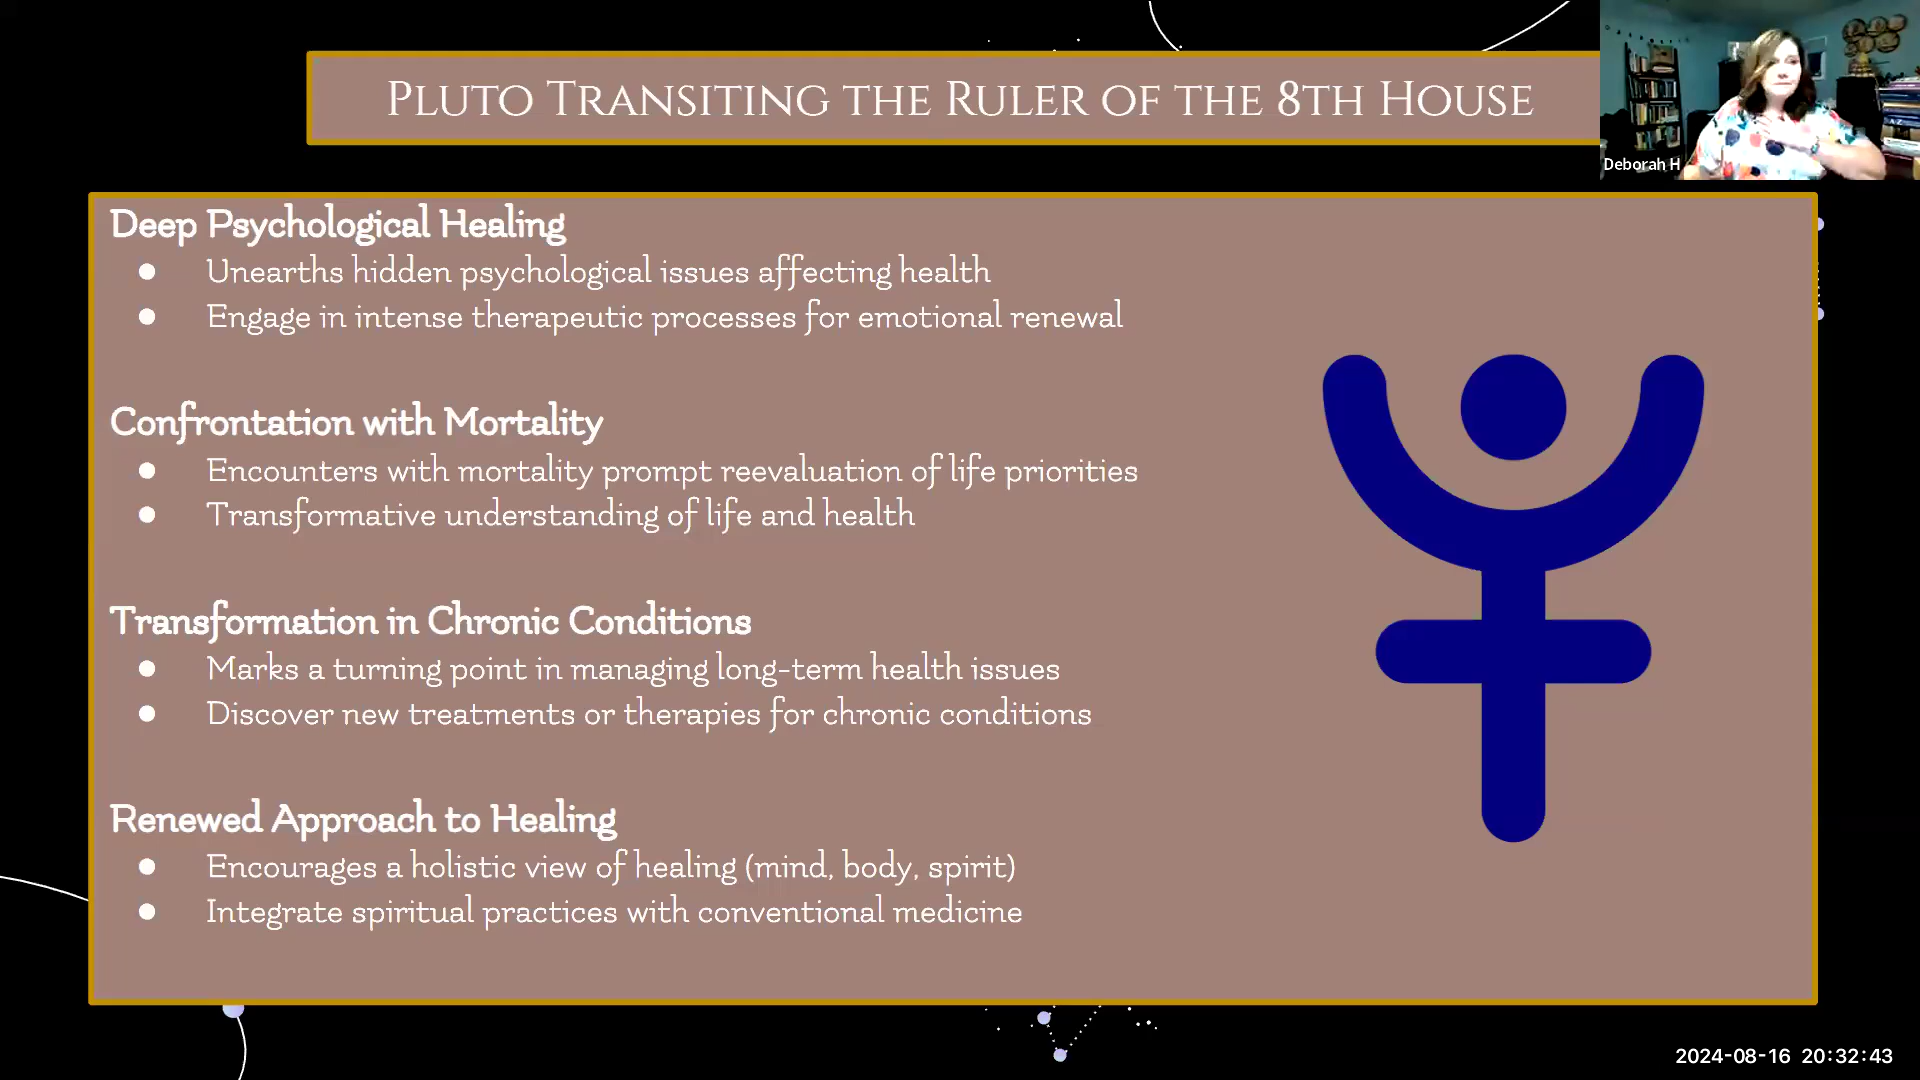 Pluto Transiting the Ruler of the 8th House
Deborah H
Deep Psychological Healing
● Unearths hidden psychological issues affecting health
● Engage in intense therapeutic processes for emotional renewal
Confrontation with Mortality
● Encounters with mortality prompt reevaluation of life priorities
● Transformative understanding of life and health
Transformation in Chronic Conditions
● Marks a turning point in managing long-term health issues
● Discover new treatments or therapies for chronic conditions
Renewed Approach to Healing
● Encourages a holistic view of healing (mind, body, spirit)
● Integrate spiritual practices with conventional medicine
2024-08-16 20:32:43